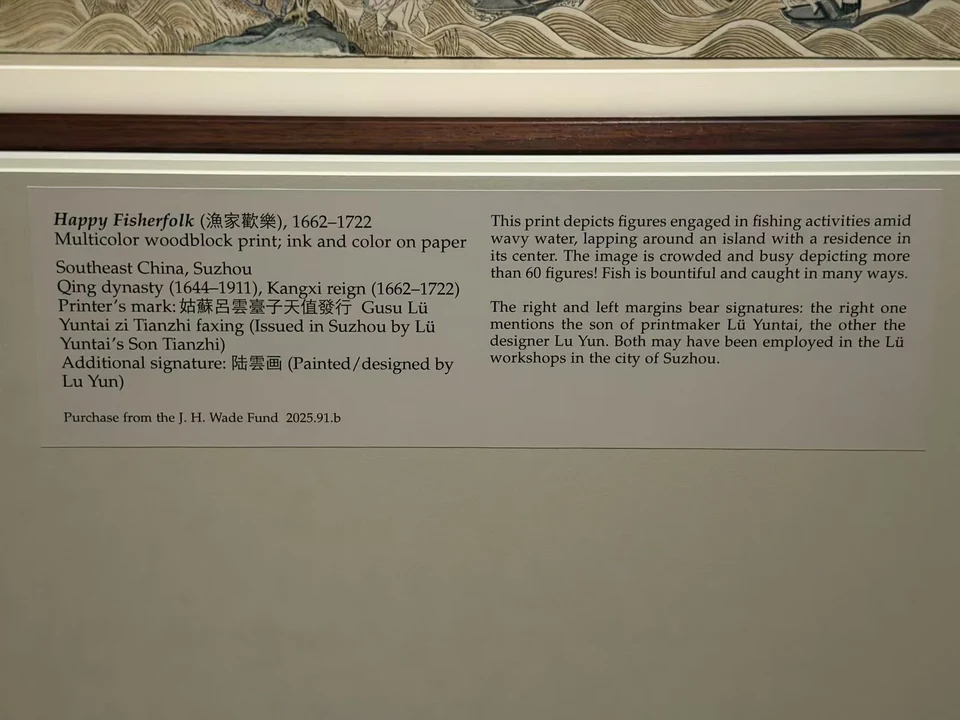 Happy Fisherfolk (漁家歡樂), 1662–1722
Multicolor woodblock print; ink and color on paper
Southeast China, Suzhou
Qing dynasty (1644–1911), Kangxi reign (1662–1722)
Printer's mark: 姑蘇呂雲臺子天值發行 Gusu Lü
Yuntai zi Tianzhi faxing (Issued in Suzhou by Lü
Yuntai's Son Tianzhi)
Additional signature: 陆雲画 (Painted/designed by
Lu Yun)
Purchase from the J. H. Wade Fund 2025.91.b
This print depicts figures engaged in fishing activities amid
wavy water, lapping around an island with a residence in
its center. The image is crowded and busy depicting more
than 60 figures! Fish is bountiful and caught in many ways.
The right and left margins bear signatures: the right one
mentions the son of printmaker Lü Yuntai, the other the
designer Lu Yun. Both may have been employed in the Lü
workshops in the city of Suzhou.